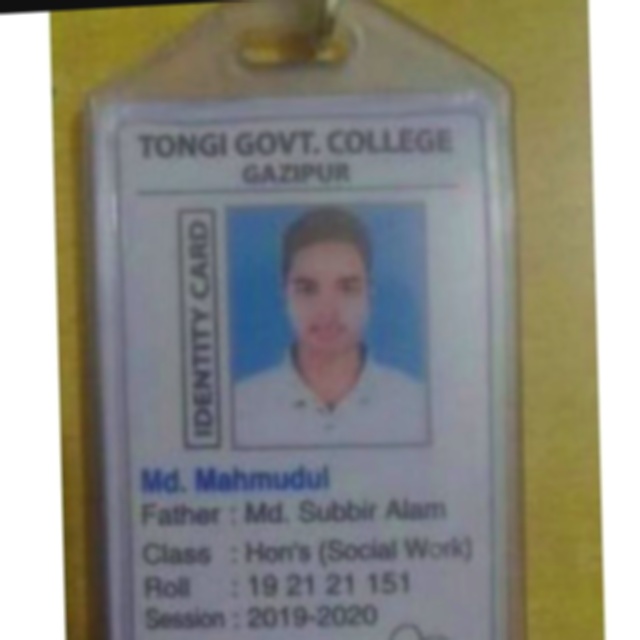 TONGI GOVT. COLLEGE
GAZIPUR
IDENTITY CARD
Md. Mahmudul
Father : Md. Subbir Alam
Class : Hon's (Social Work)
Roll : 19 21 21 151
Session : 2019-2020